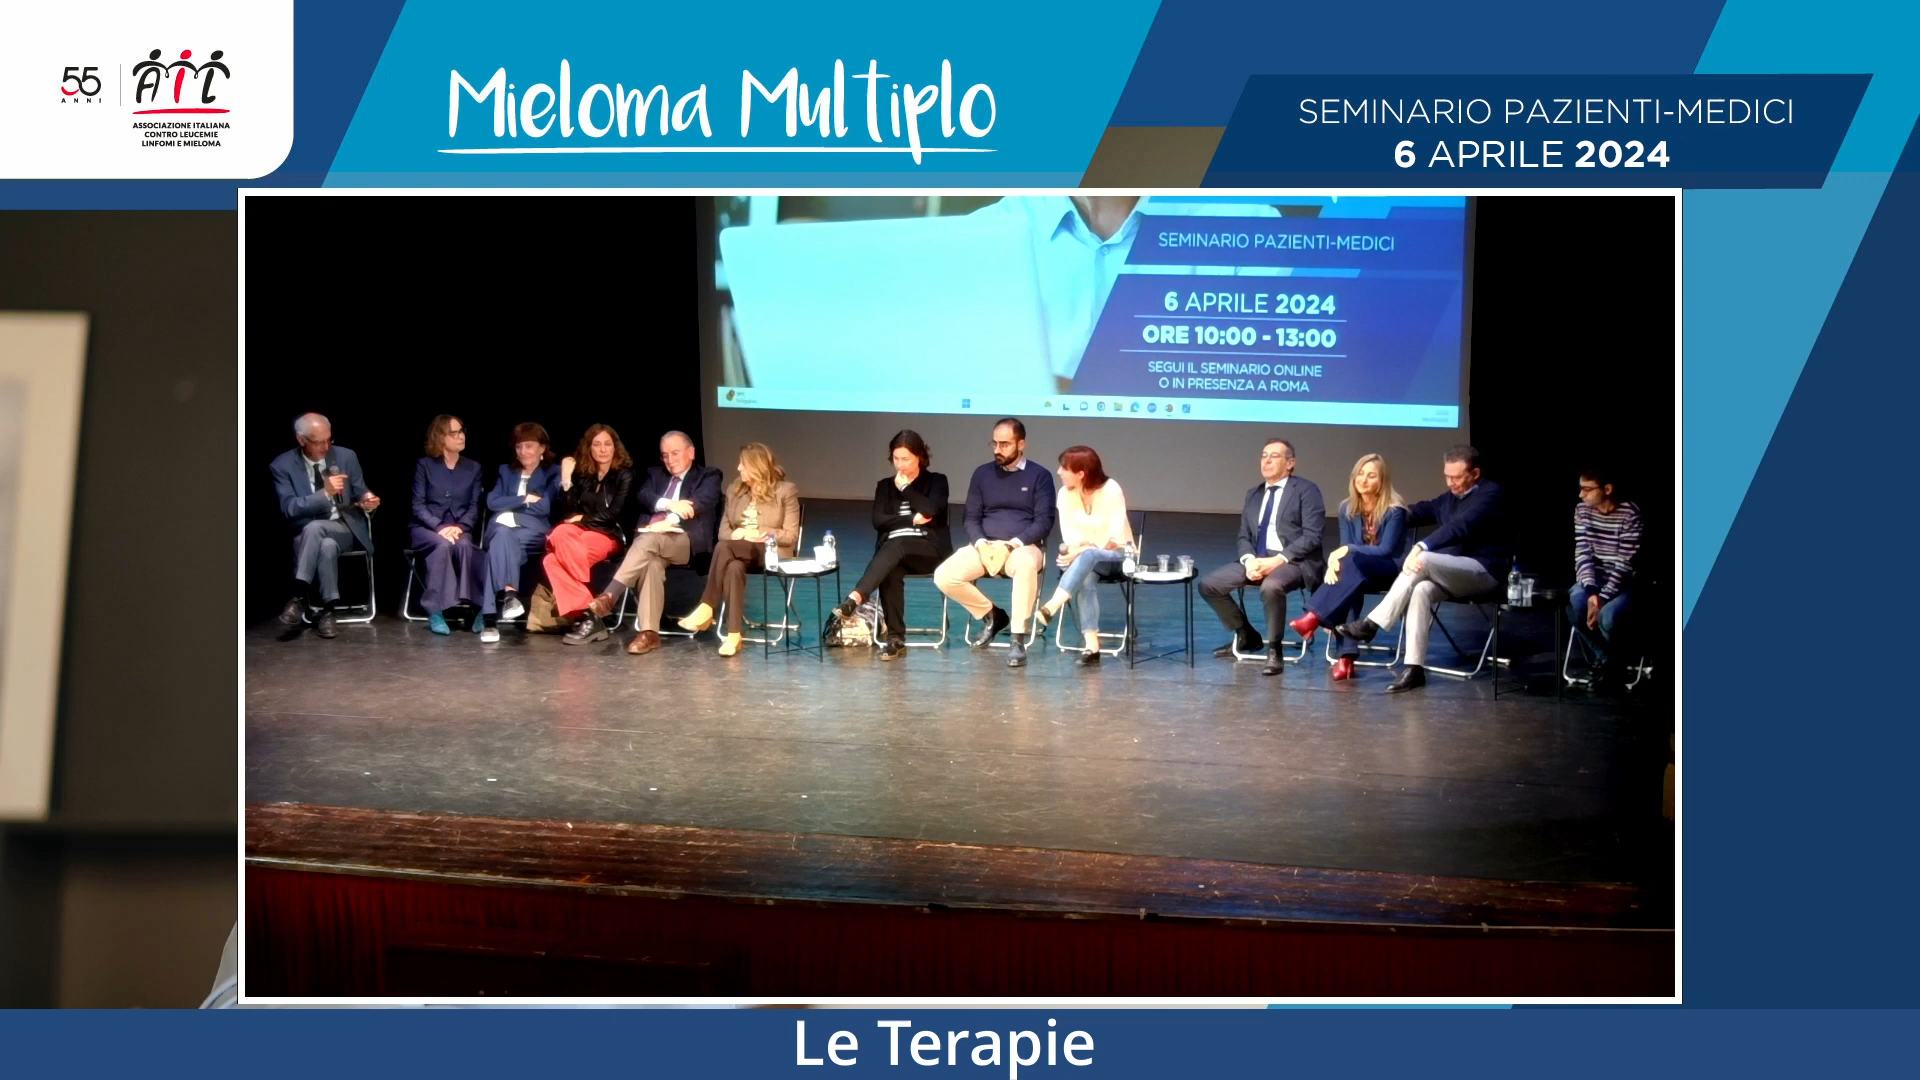 55
ANNI
AIL
ASSOCIAZIONE ITALIANA
CONTRO LEUCEMIE
LINFOMI E MIELOMA
Mieloma Multiplo
SEMINARIO PAZIENTI-MEDICI
6 APRILE 2024
SEMINARIO PAZIENTI-MEDICI
6 APRILE 2024
ORE 10:00 - 13:00
SEGUI IL SEMINARIO ONLINE
O IN PRESENZA A ROMA
Le Terapie